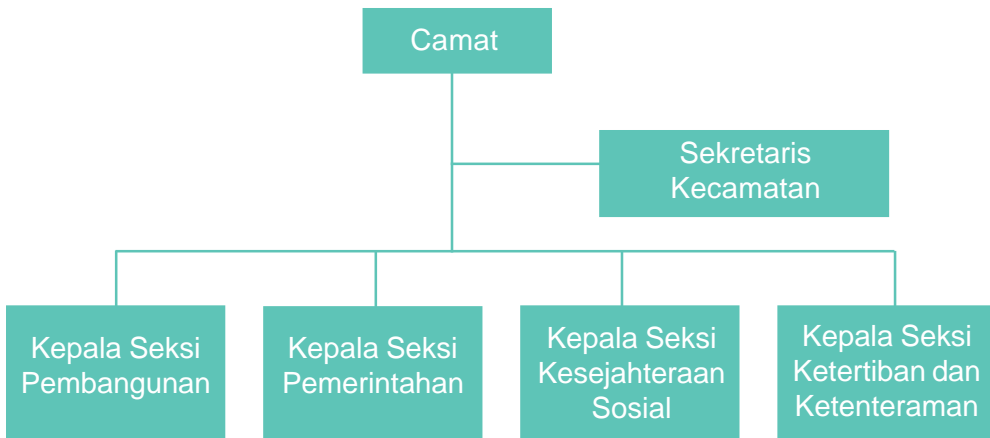 Camat
Sekretaris
Kecamatan
Kepala Seksi
Pembangunan
Kepala Seksi
Pemerintahan
Kepala Seksi
Kesejahteraan
Sosial
Kepala Seksi
Ketertiban dan
Ketenteraman